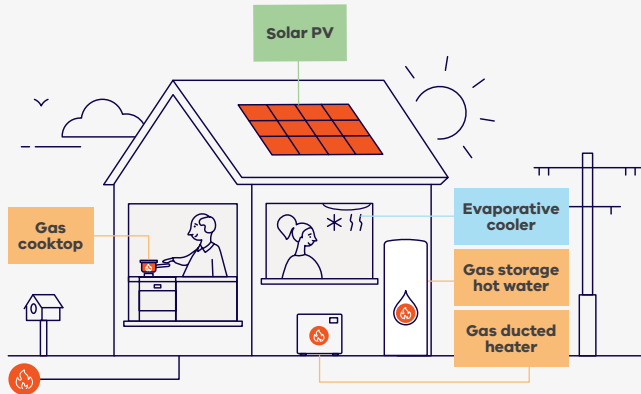 Solar PV
Gas
cooktop
Evaporative
cooler
Gas storage
hot water
Gas ducted
heater